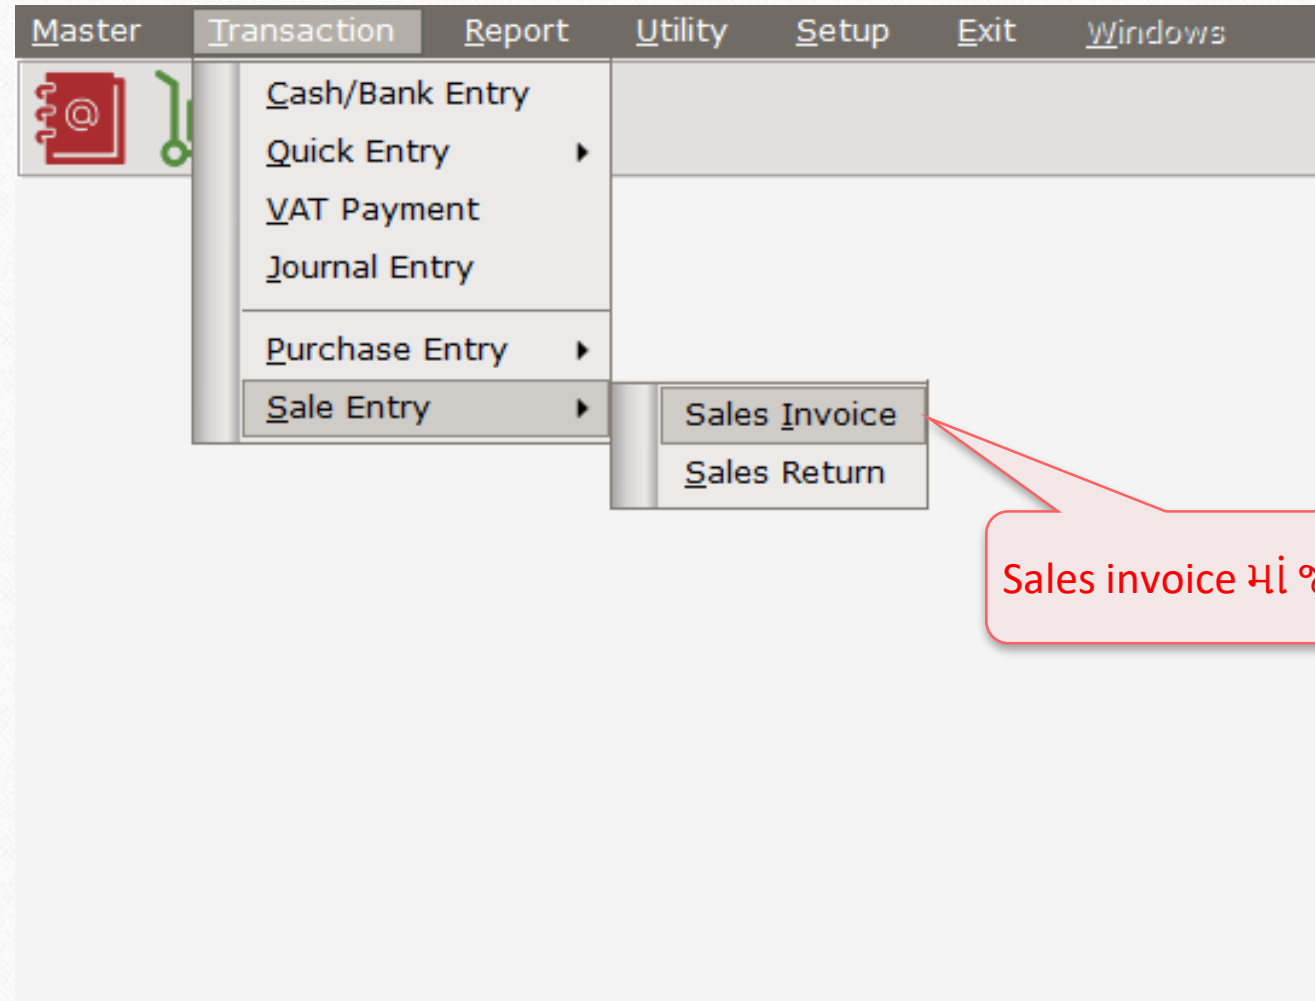 Master Transaction Report Utility Setup Exit Windows
@
Cash/Bank Entry
Quick Entry
VAT Payment
Journal Entry
Purchase Entry
Sale Entry
Sales Invoice
Sales Return
Sales invoice માં